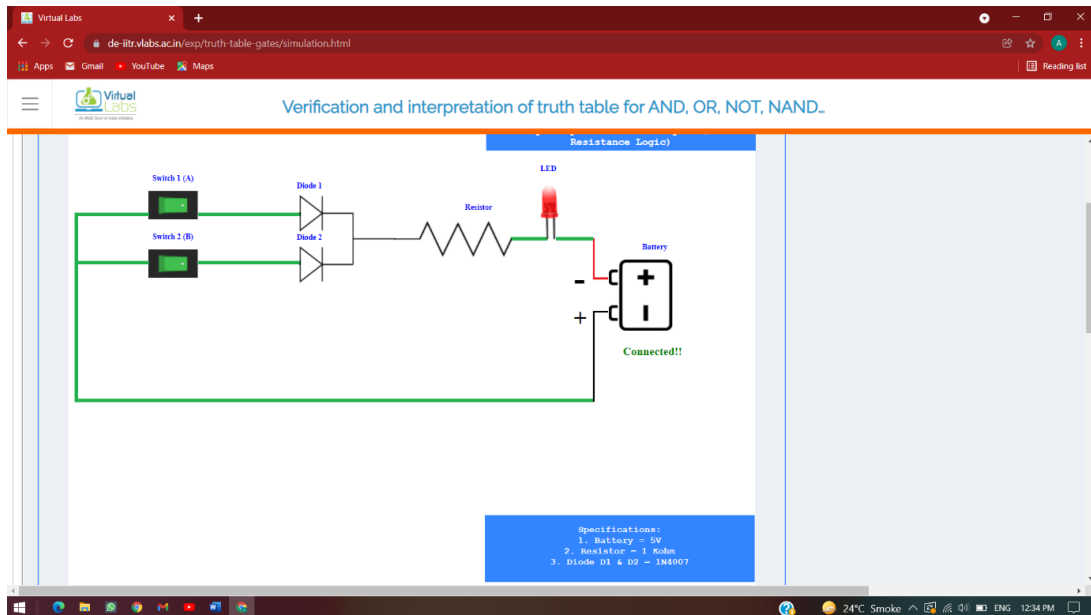 Virtual Labs
de-iitr.vlabs.ac.in/exp/truth-table-gates/simulation.html
A
Apps Gmail YouTube Maps Reading list
Virtual
Labs
Verification and interpretation of truth table for AND, OR, NOT, NAND...
Resistance Logic)
LED
Switch 1 (A)
Diode 1
Resistor
Switch 2 (B)
Diode 2
Battery
- +
+ -
Connected!!
Specifications:
1. Battery = 5V
2. Resistor = 1 Kohm
3. Diode D1 & D2 = 1N4007
24°C Smoke ENG 12:34 PM